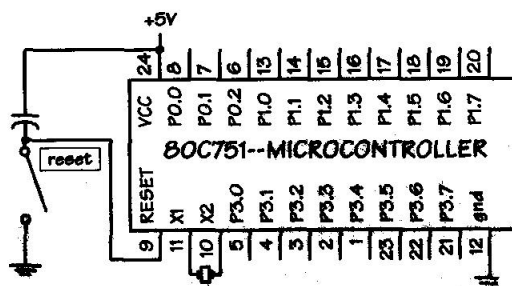 +5V
24 8 7 6 13 14 15 16 17 18 19 20
VCC P0.0 P0.1 P0.2 P1.0 P1.1 P1.2 P1.3 P1.4 P1.5 P1.6 P1.7
80C751--MICROCONTROLLER
reset
RESET X1 X2 P3.0 P3.1 P3.2 P3.3 P3.4 P3.5 P3.6 P3.7 gnd
9 11 10 5 4 3 2 1 23 22 21 12